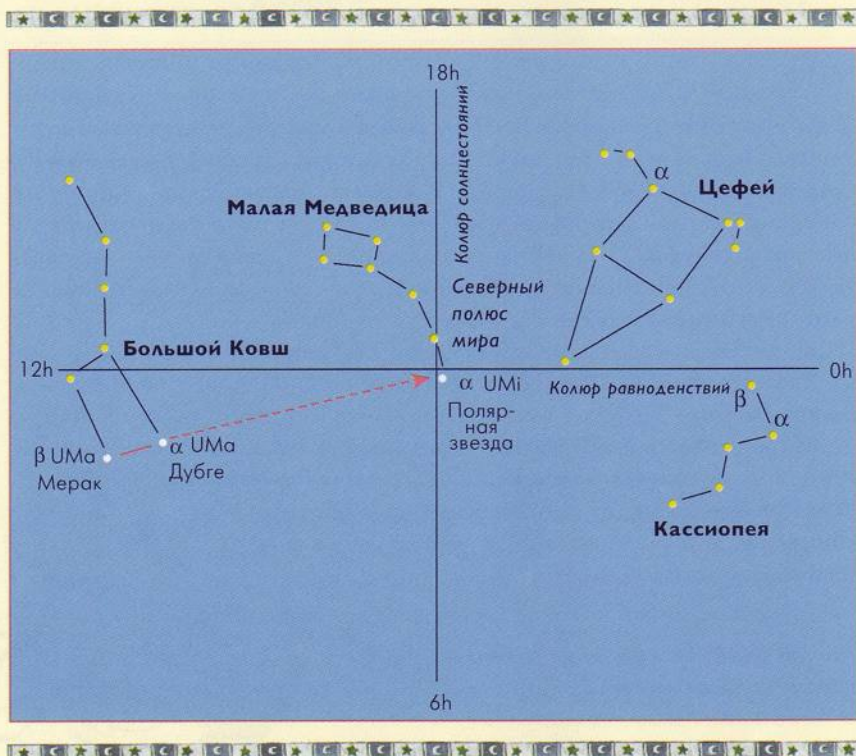 18h
Колюр солнцестояний
α
Цефей
Малая Медведица
Северный
полюс
мира
Большой Ковш
12h
0h
α UMi
Поляр-
ная
звезда
Колюр равноденствий
β
α
β UMa
Мерак
α UMa
Дубге
Кассиопея
6h